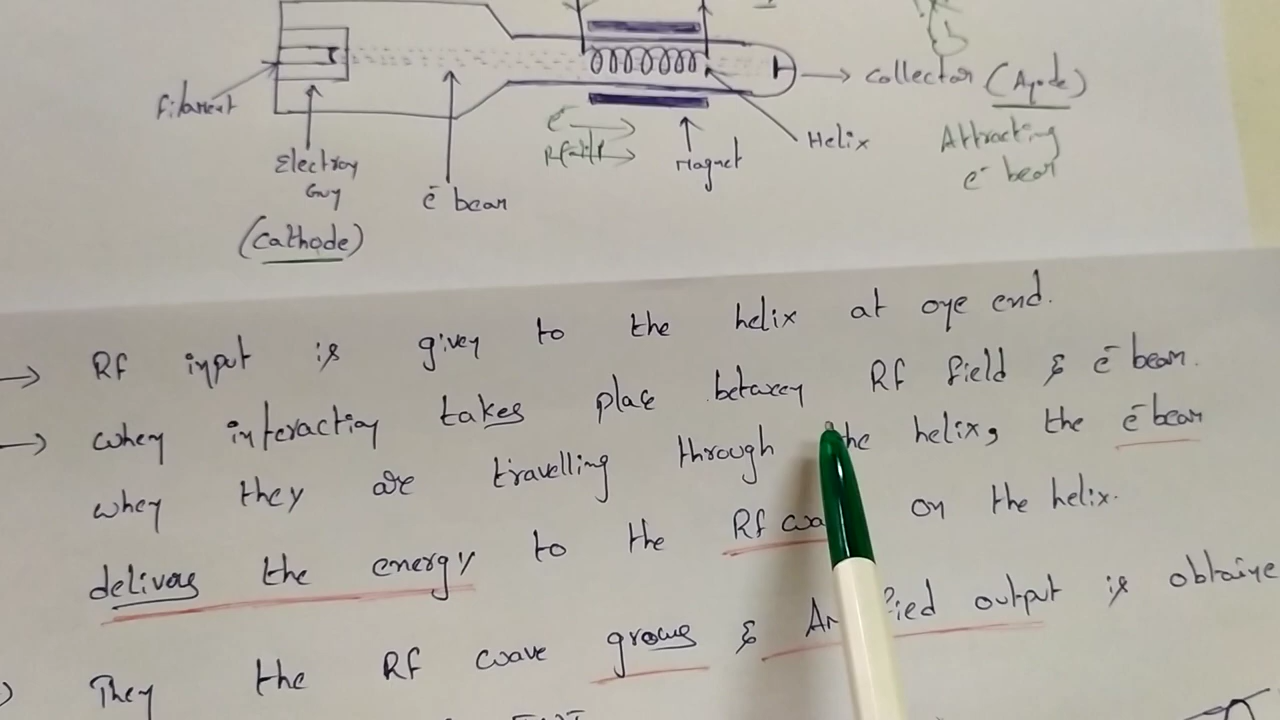 Collector (Anode)
Filament
e⁻
Helix
Attracting
Magnet
e⁻ beam
Electron
Gun
e⁻ beam
(Cathode)
→ RF input is given to the helix at one end.
→ when interaction takes place between RF field & e⁻ beam.
when they are travelling through the helix, the e⁻ beam
delivers the energy to the RF on the helix.
Then the RF wave grows & output is